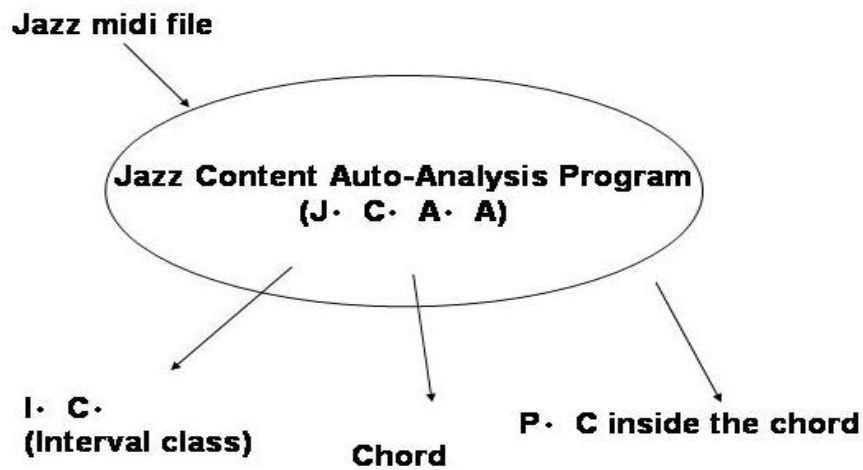 Jazz midi file
Jazz Content Auto-Analysis Program
(J· C· A· A)
I· C·
(Interval class)
Chord
P· C inside the chord